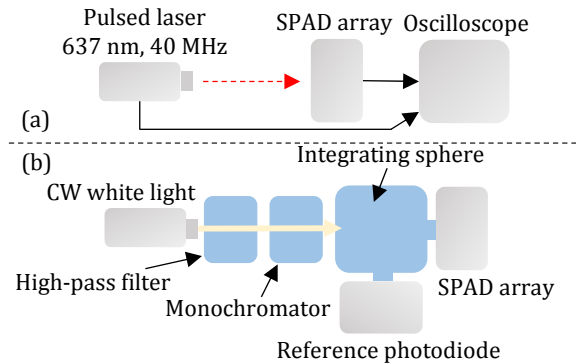 Pulsed laser
637 nm, 40 MHz
SPAD array
Oscilloscope
(a)
(b)
Integrating sphere
CW white light
High-pass filter
Monochromator
SPAD array
Reference photodiode